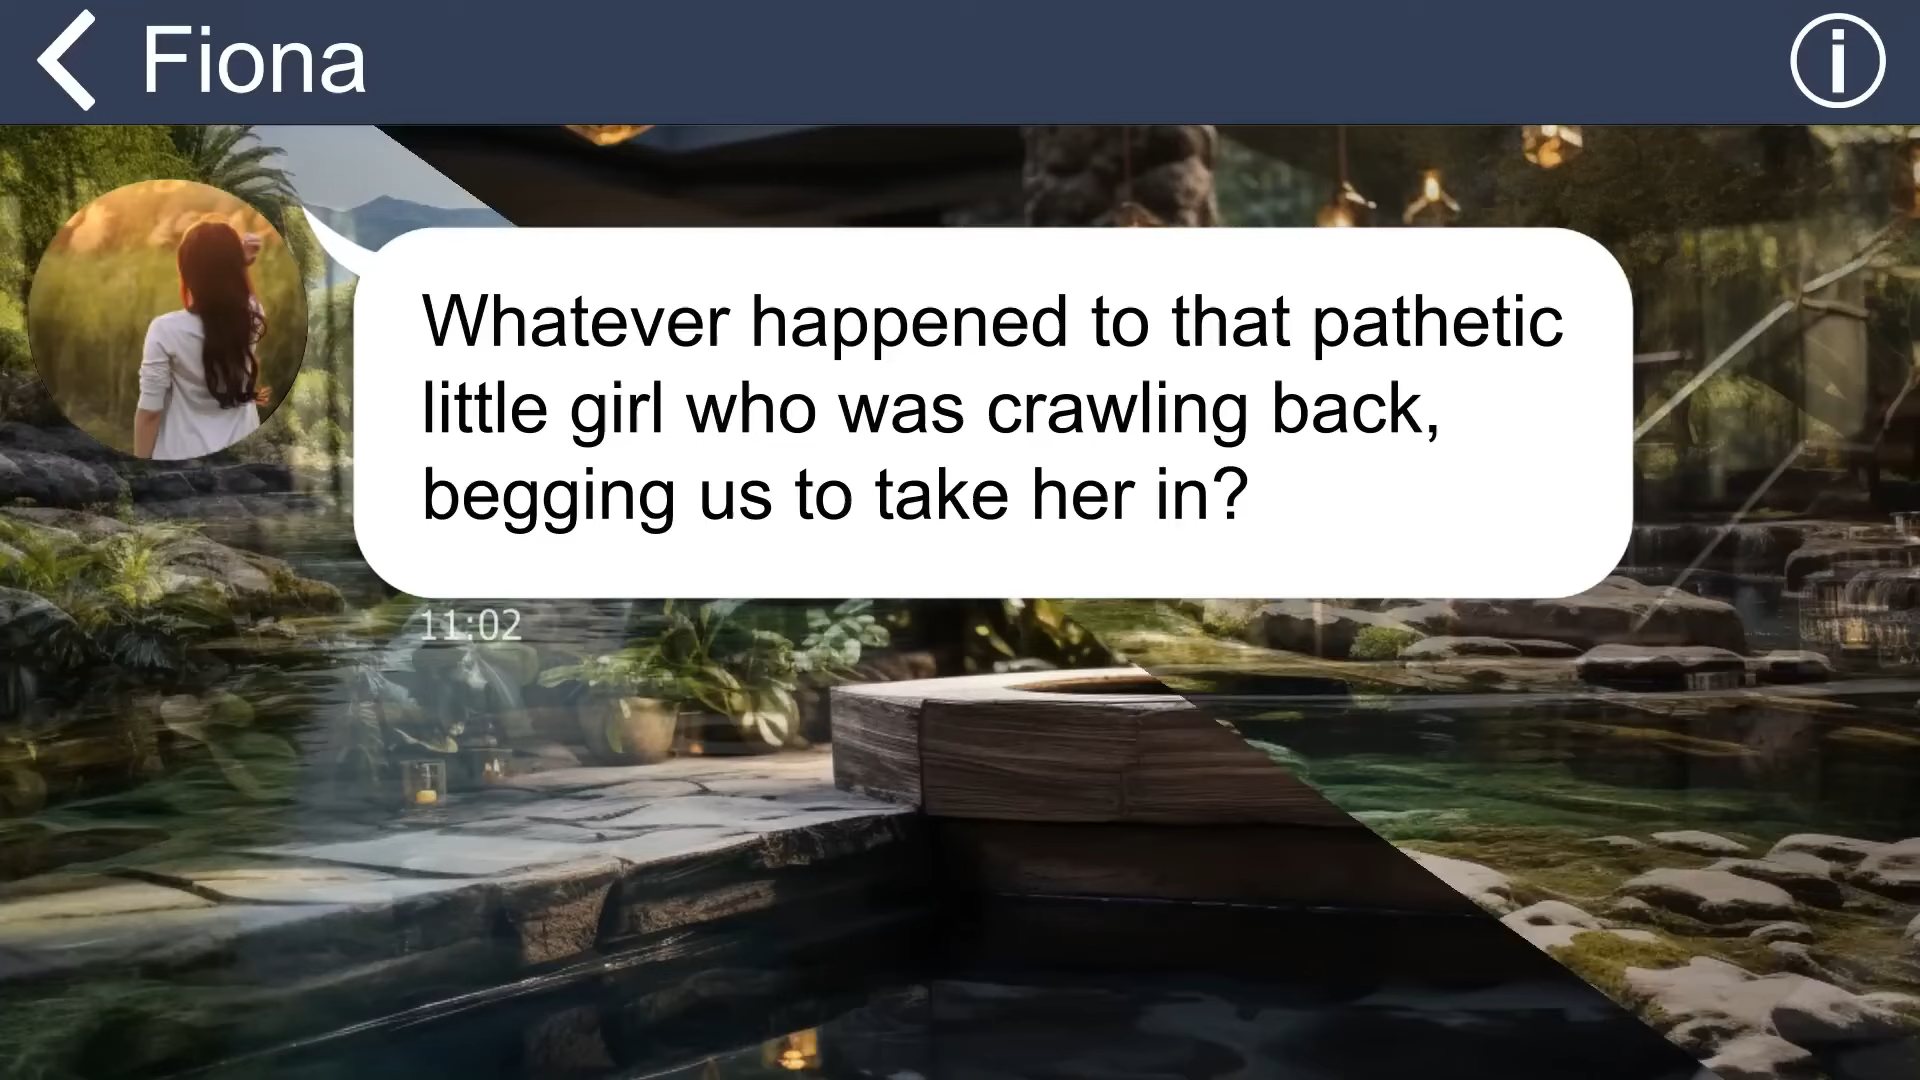 Fiona
Whatever happened to that pathetic
little girl who was crawling back,
begging us to take her in?
11:02